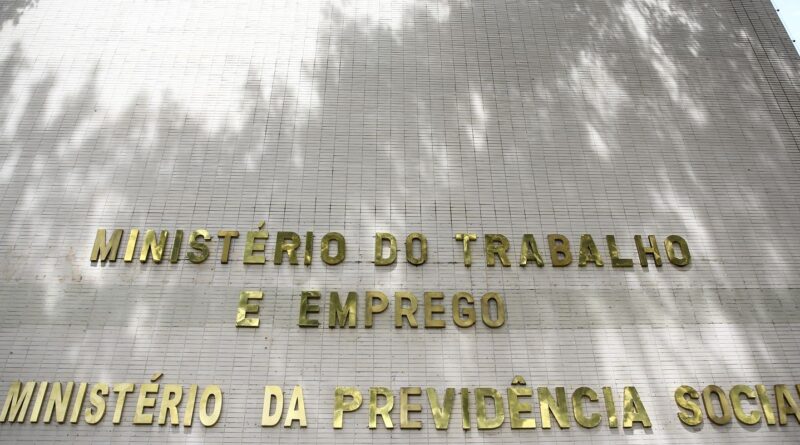 MINISTÉRIO DO TRABALHO
E EMPREGO
MINISTÉRIO DA PREVIDÊNCIA SOCIAL